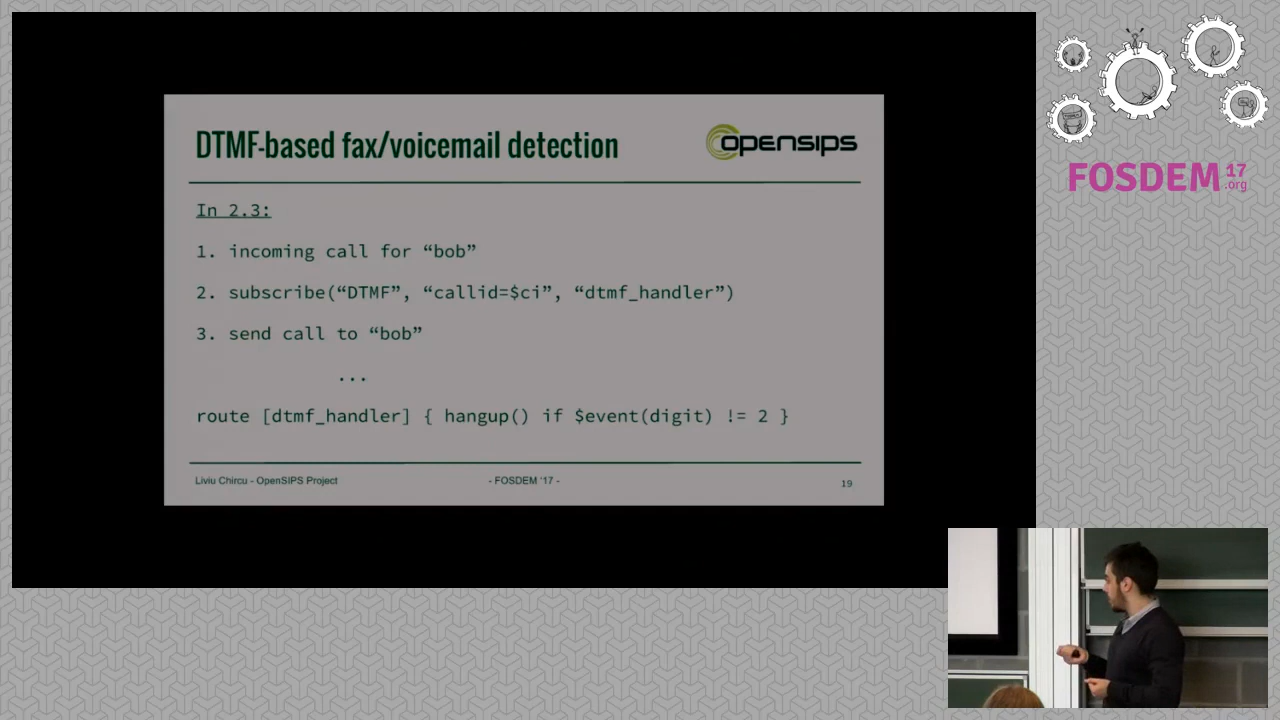 DTMF-based fax/voicemail detection
opensips
In 2.3:
1. incoming call for “bob”
2. subscribe(“DTMF”, “callid=$ci”, “dtmf_handler”)
3. send call to “bob”
...
route [dtmf_handler] { hangup() if $event(digit) != 2 }
Liviu Chircu - OpenSIPS Project
- FOSDEM '17 -
19
FOSDEM 17
.org